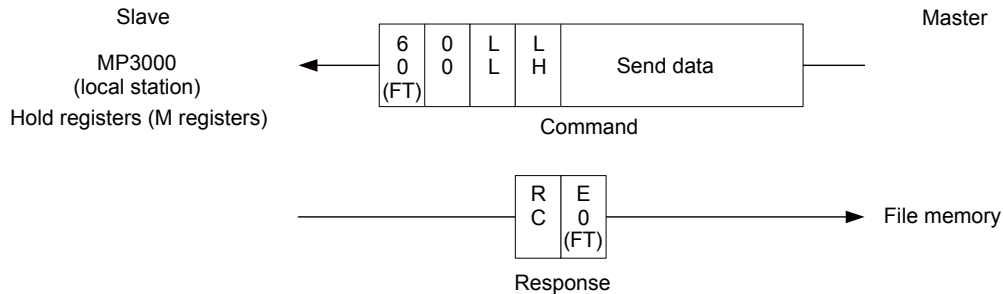 Slave
Master
MP3000
(local station)
Hold registers (M registers)
6 0 L L
0 0 L H
(FT)
Send data
Command
R E
C 0
(FT)
File memory
Response